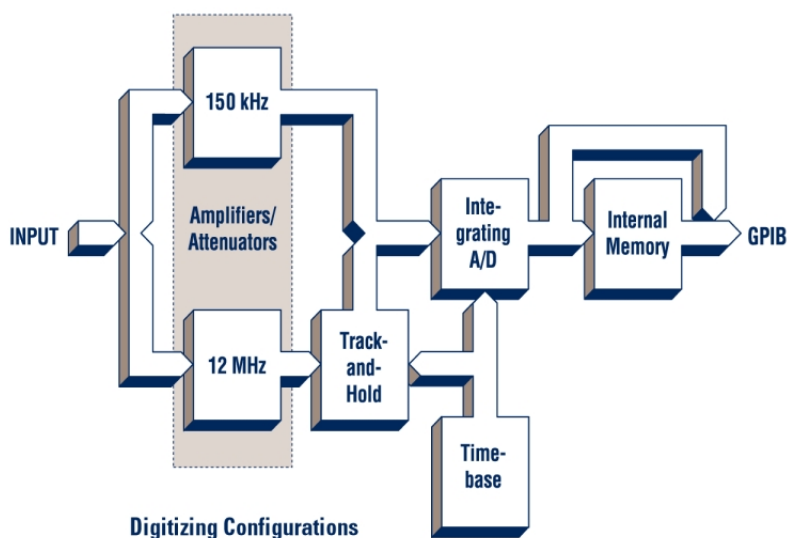 150 kHz
Amplifiers/
Attenuators
INPUT
Inte-
grating
A/D
Internal
Memory
GPIB
12 MHz
Track-
and-
Hold
Time-
base
Digitizing Configurations